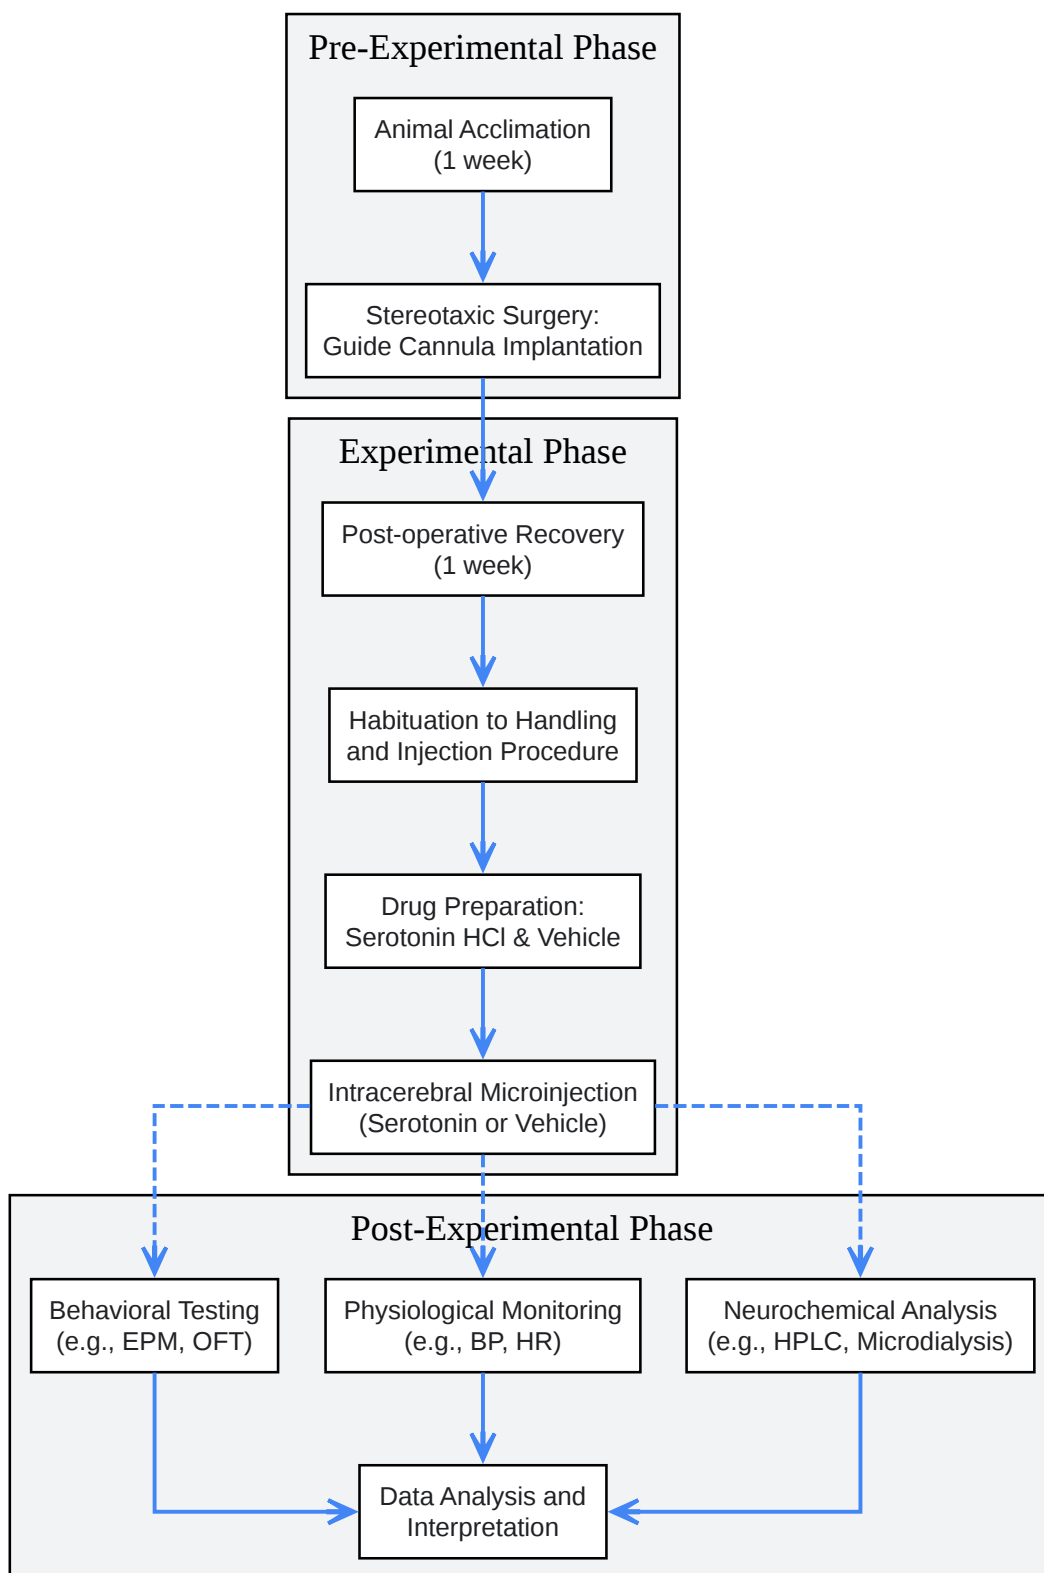 Pre-Experimental Phase
Animal Acclimation
(1 week)
Stereotaxic Surgery:
Guide Cannula Implantation
Experimental Phase
Post-operative Recovery
(1 week)
Habituation to Handling
and Injection Procedure
Drug Preparation:
Serotonin HCl & Vehicle
Intracerebral Microinjection
(Serotonin or Vehicle)
Post-Experimental Phase
Behavioral Testing
(e.g., EPM, OFT)
Physiological Monitoring
(e.g., BP, HR)
Neurochemical Analysis
(e.g., HPLC, Microdialysis)
Data Analysis and
Interpretation